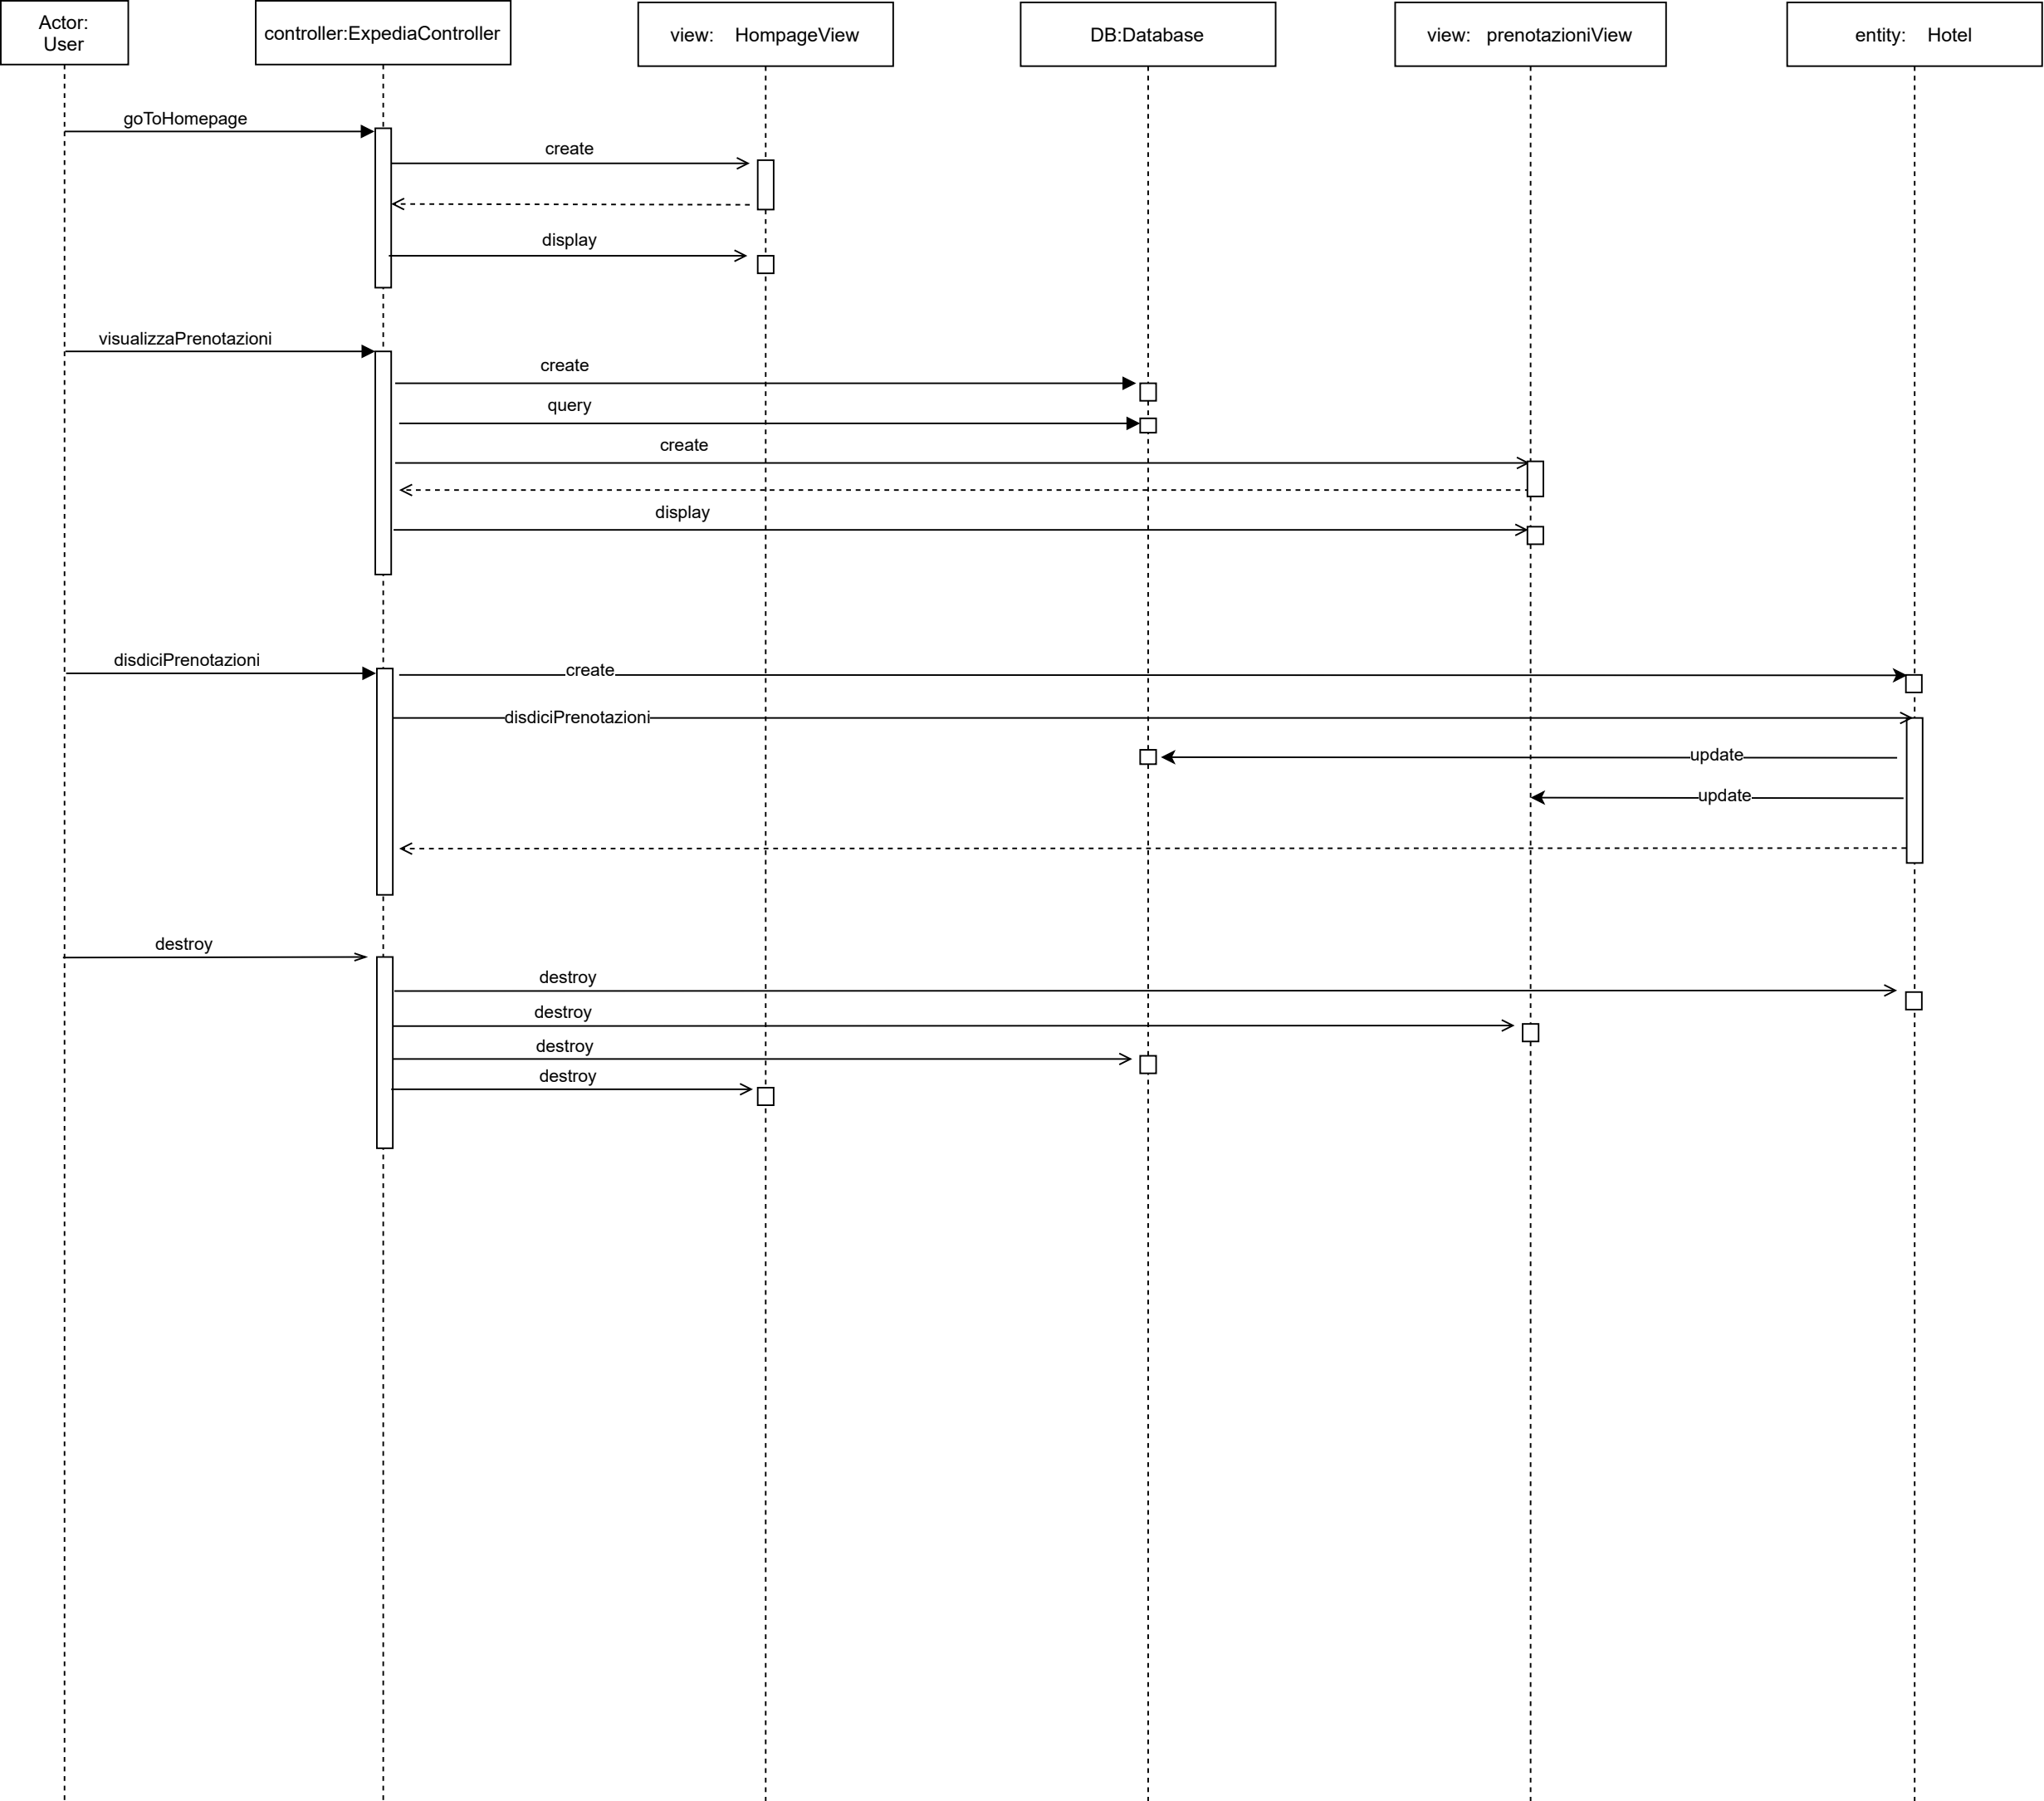 Actor:
User
controller:ExpediaController
view: HompageView
DB:Database
view: prenotazioniView
entity: Hotel
goToHomepage
create
display
visualizzaPrenotazioni
create
query
create
display
disdiciPrenotazioni
create
disdiciPrenotazioni
update
update
destroy
destroy
destroy
destroy
destroy